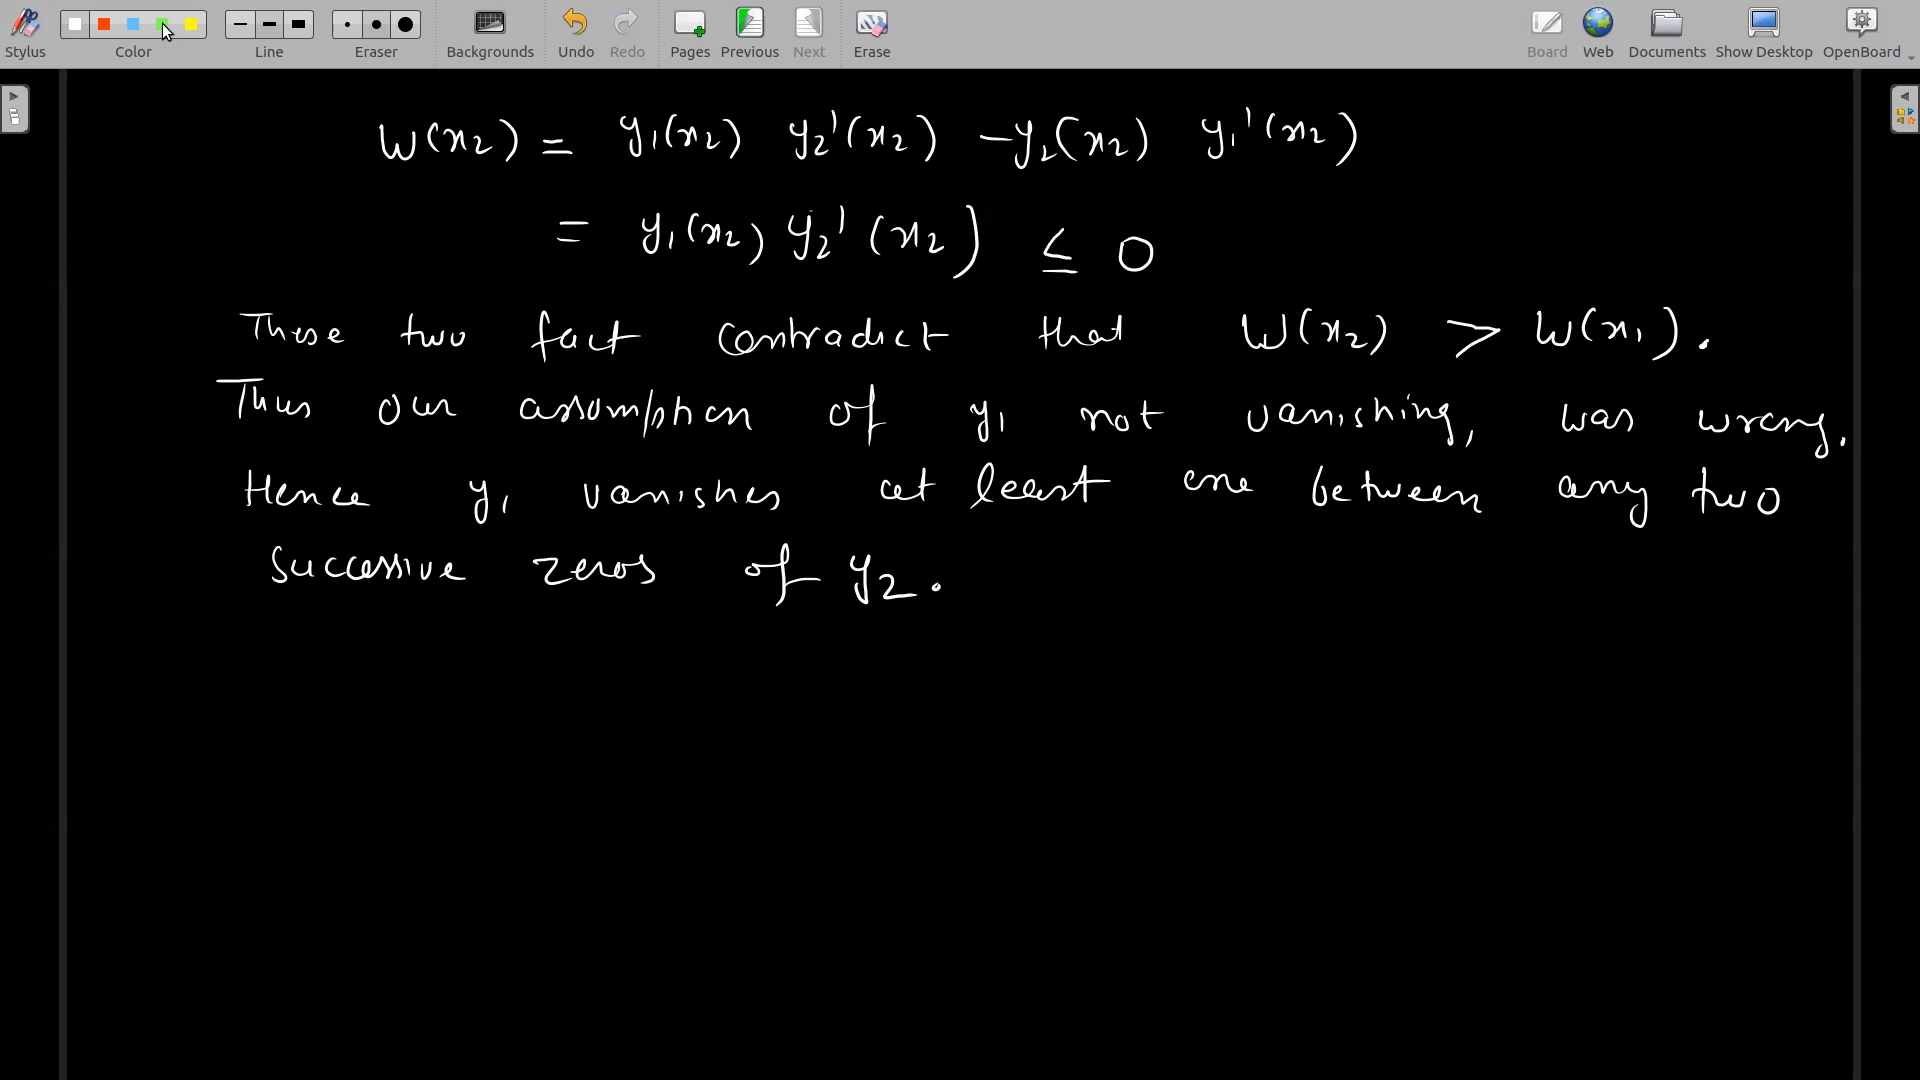 Stylus Color Line Eraser Backgrounds Undo Redo Pages Previous Next Erase Board Web Documents Show Desktop OpenBoard
W(x2) = y1(x2) y2'(x2) - y2(x2) y1'(x2)
= y1(x2) y2'(x2) ≤ 0
These two fact contradict that W(x2) > W(x1).
Thus our assumption of y1 not vanishing, was wrong.
Hence y1 vanishes at least one between any two
successive zeros of y2.